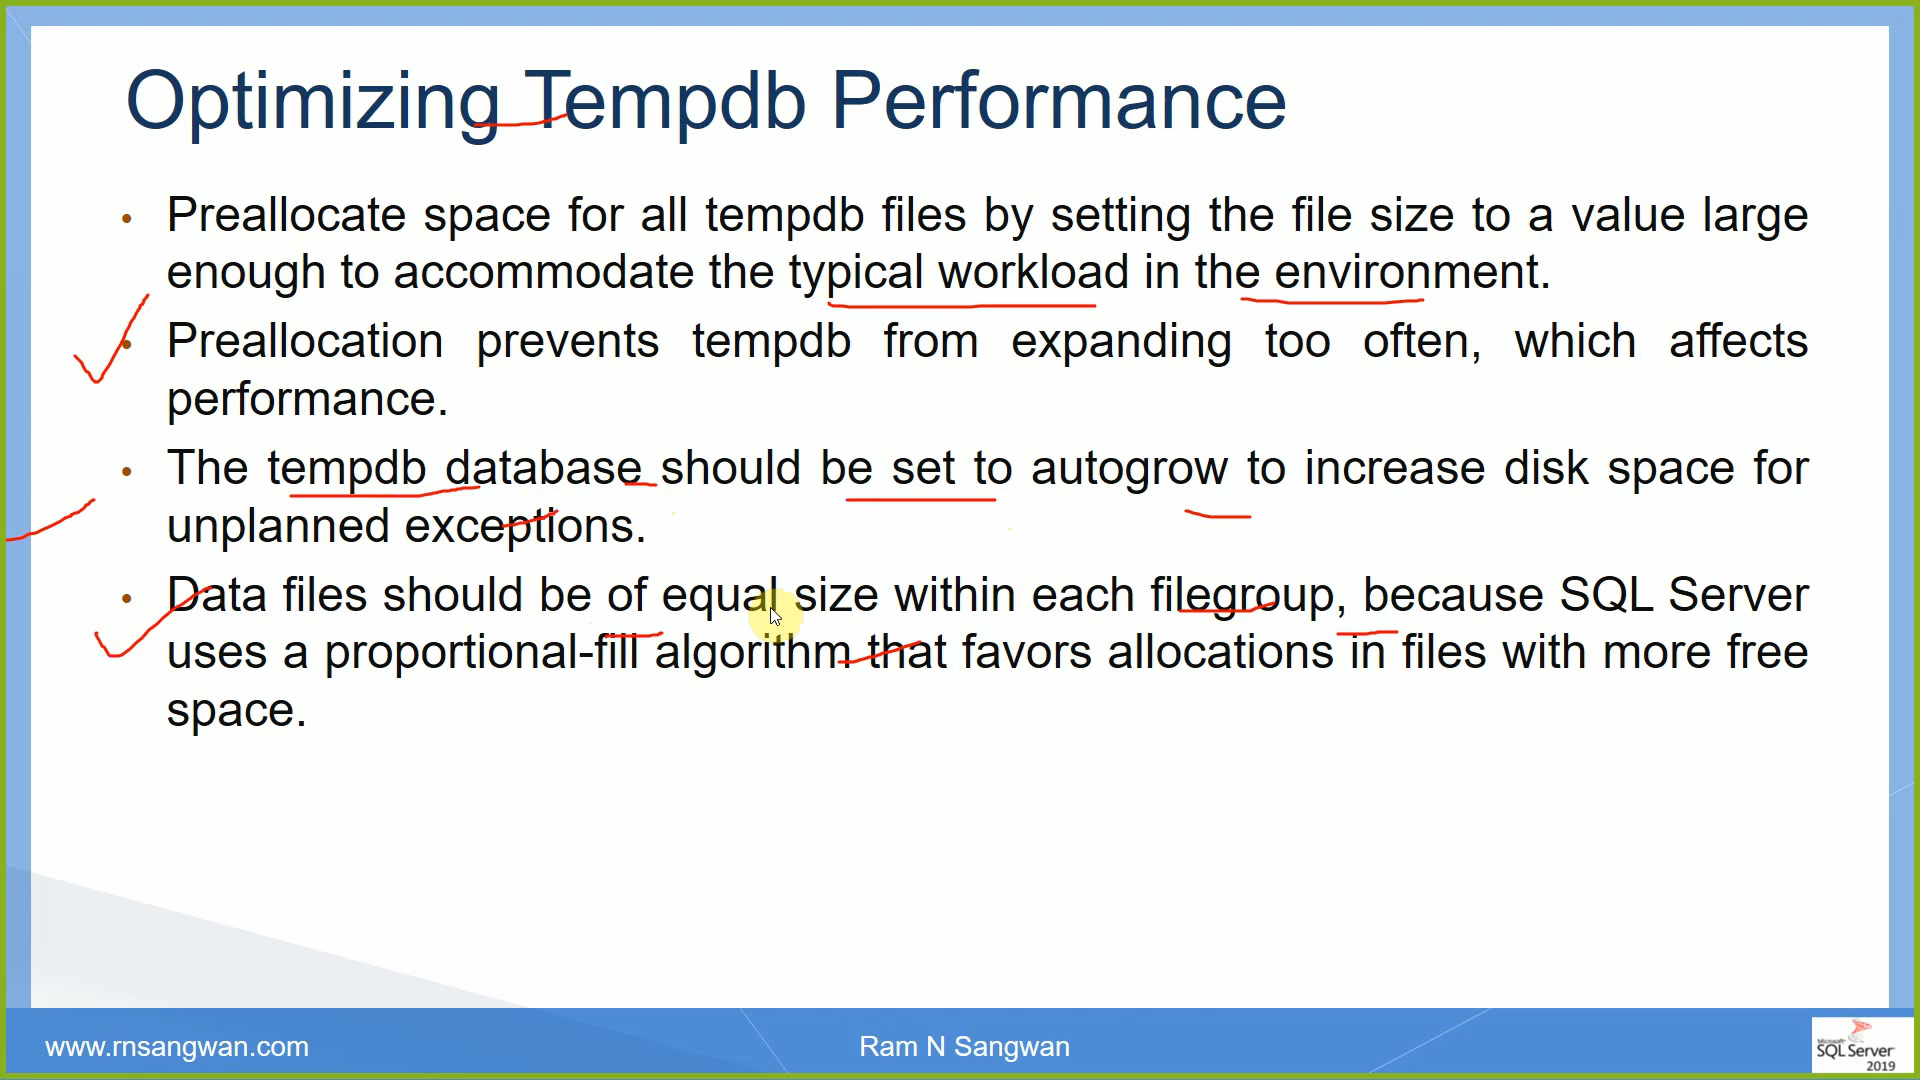 Optimizing Tempdb Performance
• Preallocate space for all tempdb files by setting the file size to a value large
enough to accommodate the typical workload in the environment.
• Preallocation prevents tempdb from expanding too often, which affects
performance.
• The tempdb database should be set to autogrow to increase disk space for
unplanned exceptions.
• Data files should be of equal size within each filegroup, because SQL Server
uses a proportional-fill algorithm that favors allocations in files with more free
space.
www.rnsangwan.com
Ram N Sangwan
Microsoft
SQL Server
2019